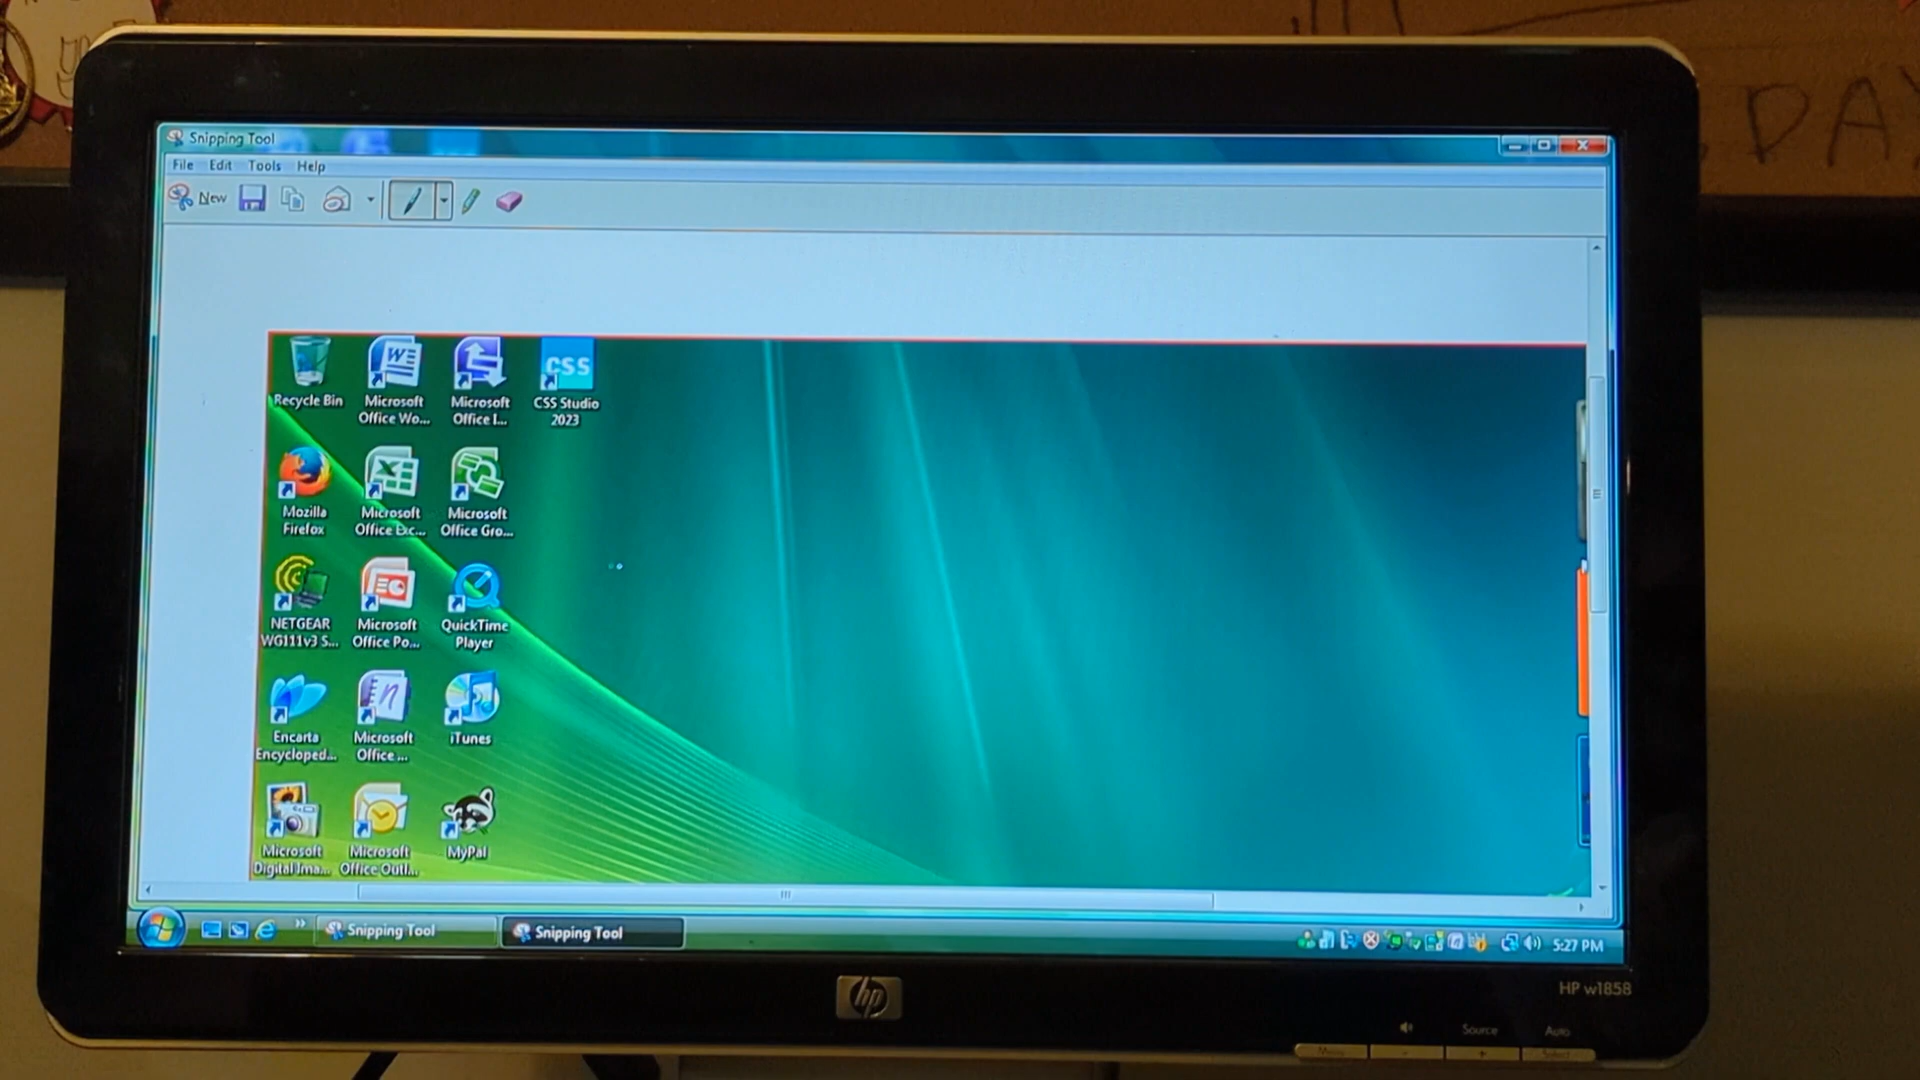 DAY
Snipping Tool
File Edit Tools Help
New
Recycle Bin
Microsoft
Office Wo...
Microsoft
Office I...
CSS
CSS Studio
2023
Mozilla
Firefox
Microsoft
Office Exc...
Microsoft
Office Gro...
NETGEAR
WG111v3 S...
Microsoft
Office Po...
QuickTime
Player
Encarta
Encycloped...
Microsoft
Office ...
iTunes
Microsoft
Digital Ima...
Microsoft
Office Outl...
MyPal
Snipping Tool
Snipping Tool
5:27 PM
hp
HP w1858
Source
Auto
Menu
- +
Select